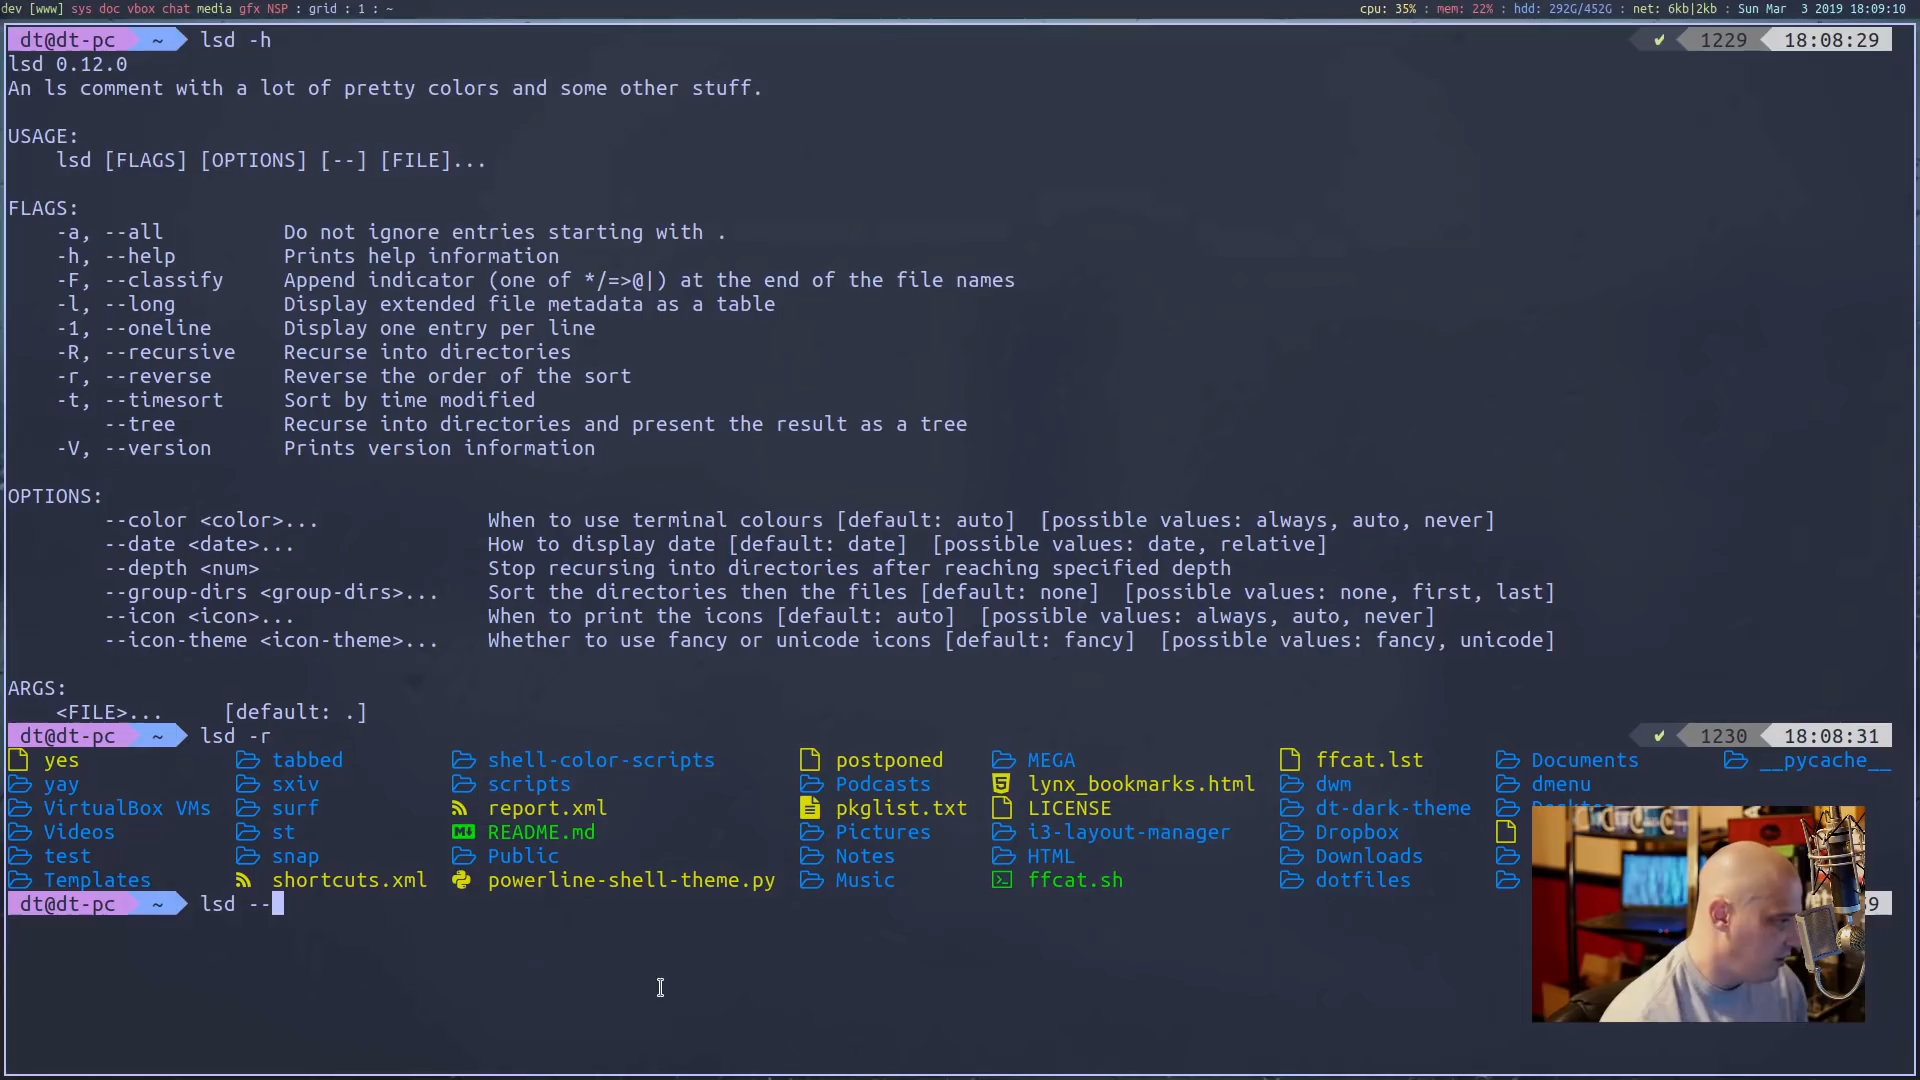 dev [www] sys doc vbox chat media gfx NSP : grid : 1 : ~ cpu: 35% : mem: 22% : hdd: 292G/452G : net: 6kb|2kb : Sun Mar 3 2019 18:09:10
dt@dt-pc ~ lsd -h ✔ 1229 18:08:29
lsd 0.12.0
An ls comment with a lot of pretty colors and some other stuff.
USAGE:
lsd [FLAGS] [OPTIONS] [--] [FILE]...
FLAGS:
-a, --all Do not ignore entries starting with .
-h, --help Prints help information
-F, --classify Append indicator (one of */=>@|) at the end of the file names
-l, --long Display extended file metadata as a table
-1, --oneline Display one entry per line
-R, --recursive Recurse into directories
-r, --reverse Reverse the order of the sort
-t, --timesort Sort by time modified
--tree Recurse into directories and present the result as a tree
-V, --version Prints version information
OPTIONS:
--color <color>... When to use terminal colours [default: auto] [possible values: always, auto, never]
--date <date>... How to display date [default: date] [possible values: date, relative]
--depth <num> Stop recursing into directories after reaching specified depth
--group-dirs <group-dirs>... Sort the directories then the files [default: none] [possible values: none, first, last]
--icon <icon>... When to print the icons [default: auto] [possible values: always, auto, never]
--icon-theme <icon-theme>... Whether to use fancy or unicode icons [default: fancy] [possible values: fancy, unicode]
ARGS:
<FILE>... [default: .]
dt@dt-pc ~ lsd -r ✔ 1230 18:08:31
yes tabbed shell-color-scripts postponed MEGA ffcat.lst Documents __pycache__
yay sxiv scripts Podcasts lynx_bookmarks.html dwm dmenu
VirtualBox VMs surf report.xml pkglist.txt LICENSE dt-dark-theme
Videos st README.md Pictures i3-layout-manager Dropbox
test snap Public Notes HTML Downloads
Templates shortcuts.xml powerline-shell-theme.py Music ffcat.sh dotfiles
dt@dt-pc ~ lsd --